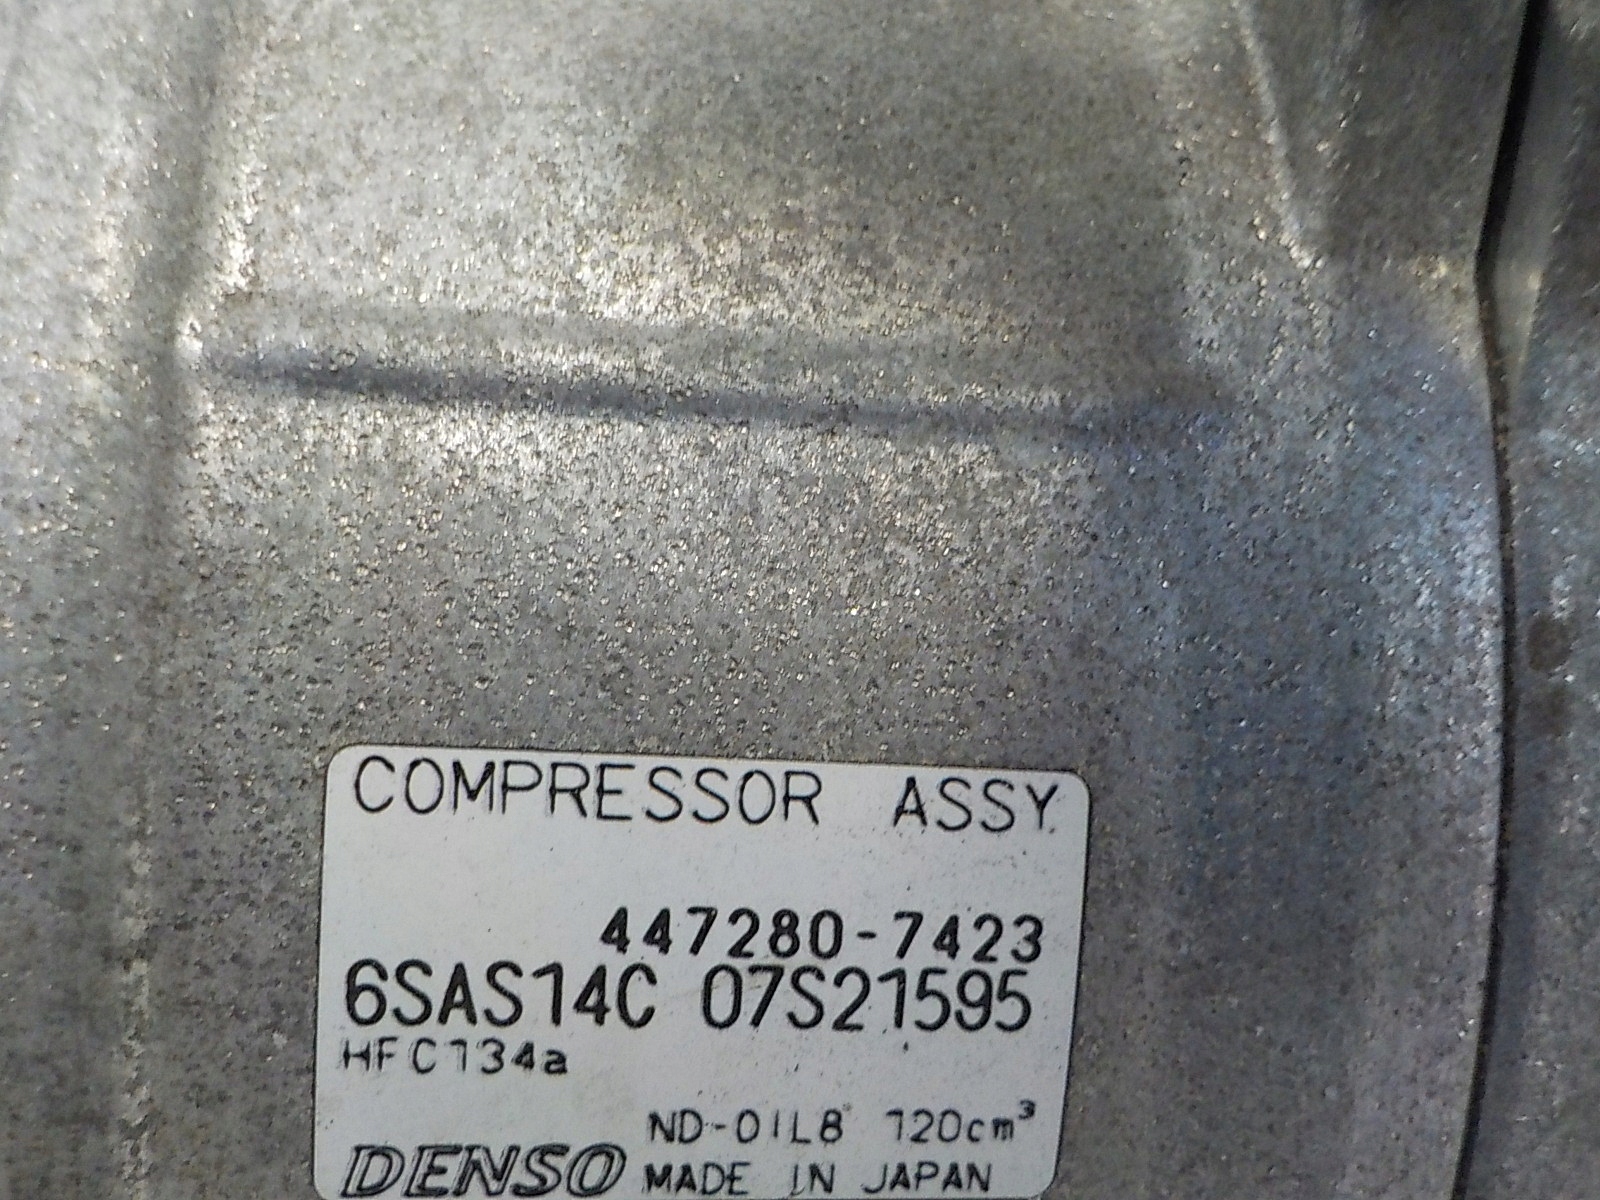 COMPRESSOR ASSY.
447280-7423
6SAS14C 07S21595
HFC134a
ND-OIL8 120cm³
DENSO MADE IN JAPAN